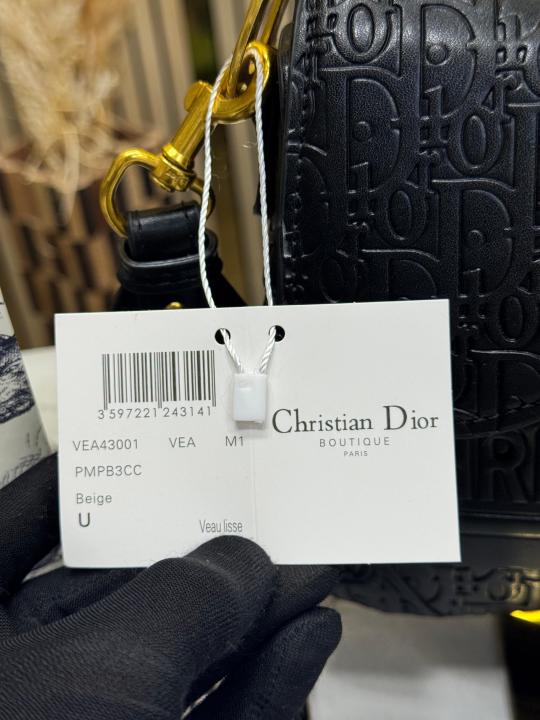 3 597221 243141
VEA43001 VEA M1
PMPB3CC
Beige
U
Veau lisse
Christian Dior
BOUTIQUE
PARIS